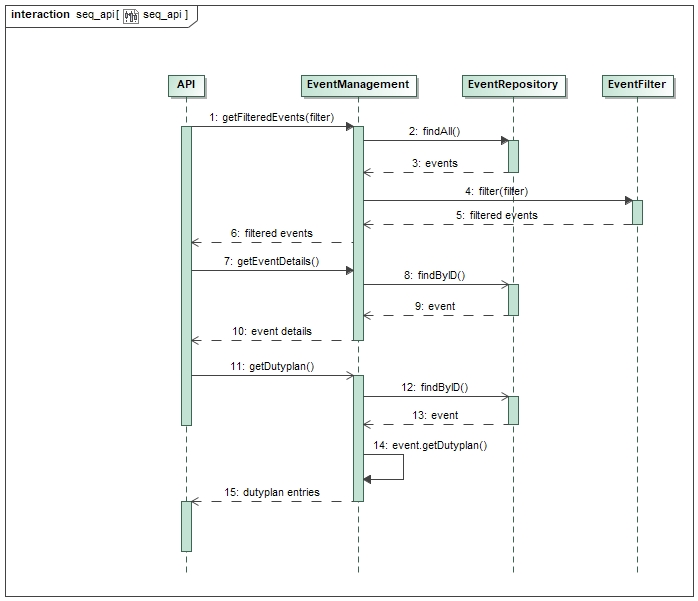 interaction seq_api[ seq_api ]
API EventManagement EventRepository EventFilter
1: getFilteredEvents(filter)
2: findAll()
3: events
4: filter(filter)
5: filtered events
6: filtered events
7: getEventDetails()
8: findByID()
9: event
10: event details
11: getDutyplan()
12: findByID()
13: event
14: event.getDutyplan()
15: dutyplan entries